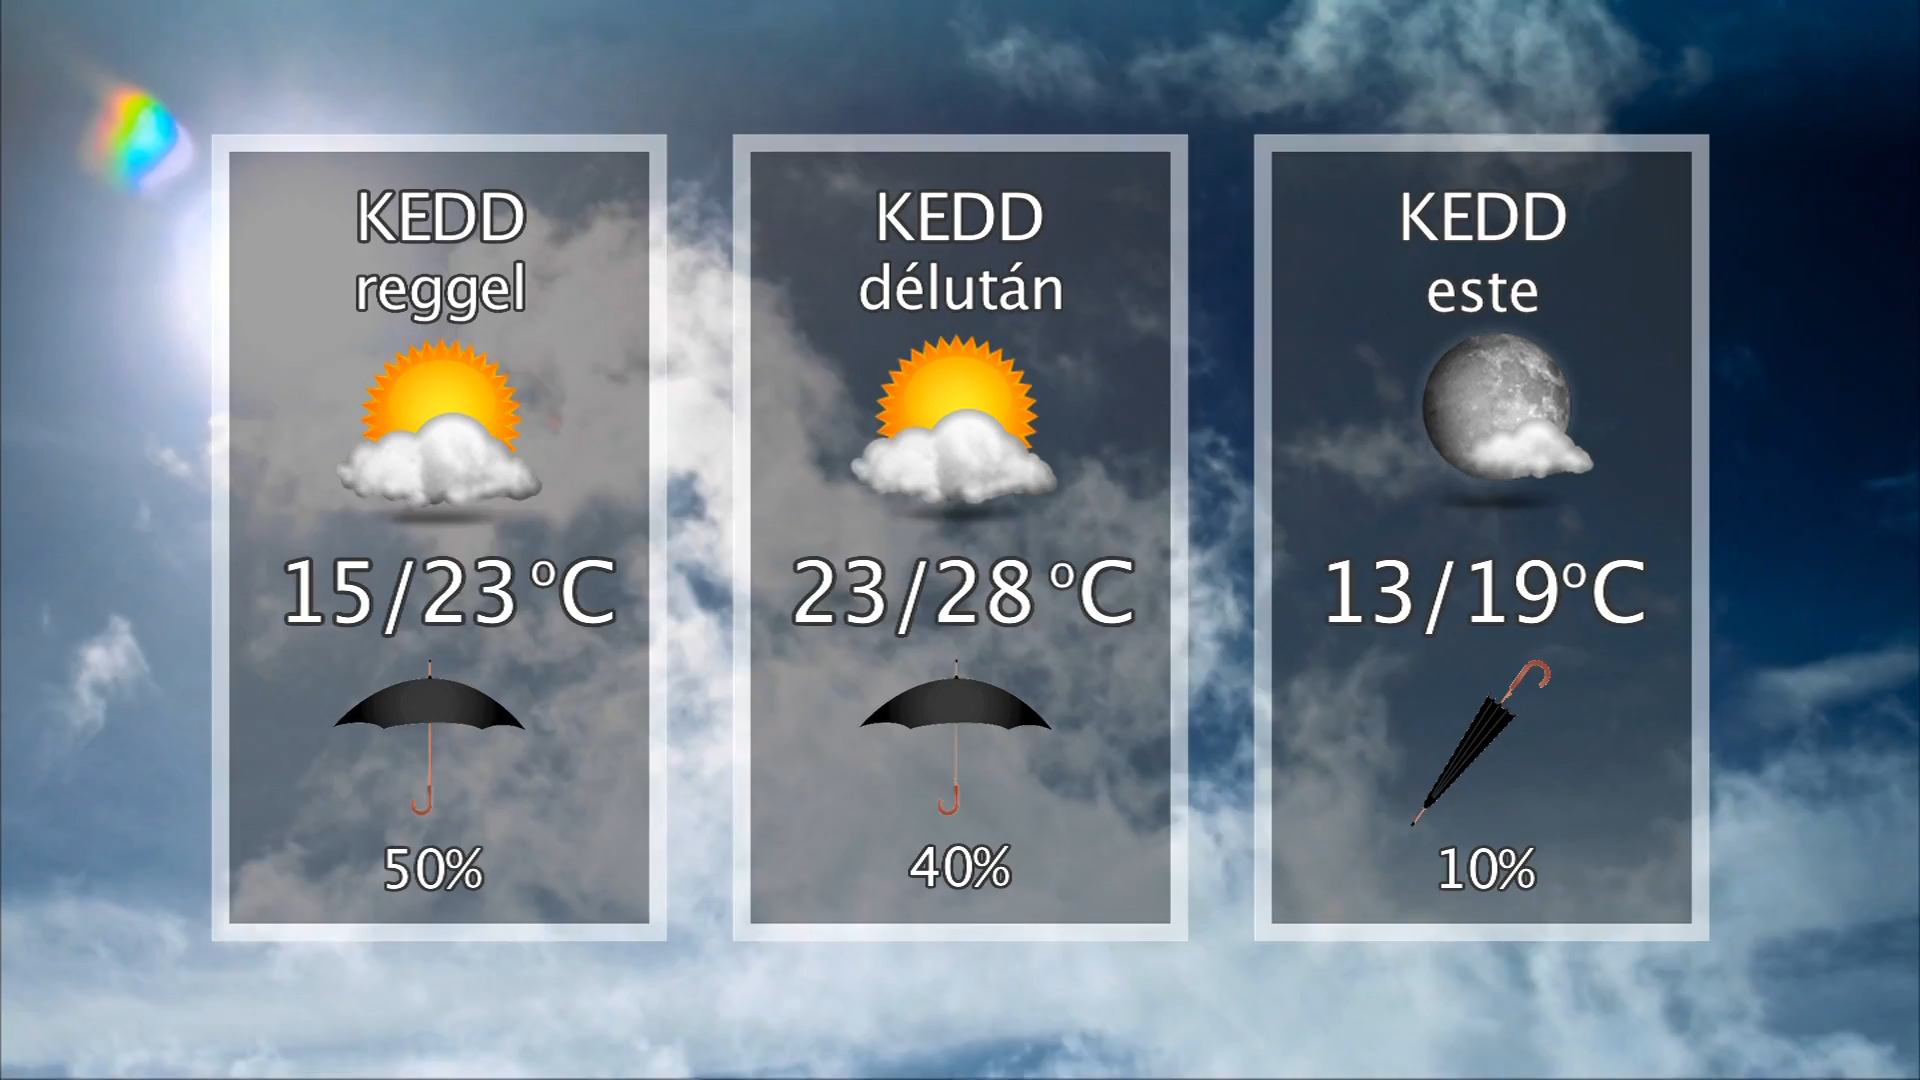 KEDD
reggel
15/23°C
50%
KEDD
délután
23/28°C
40%
KEDD
este
13/19°C
10%